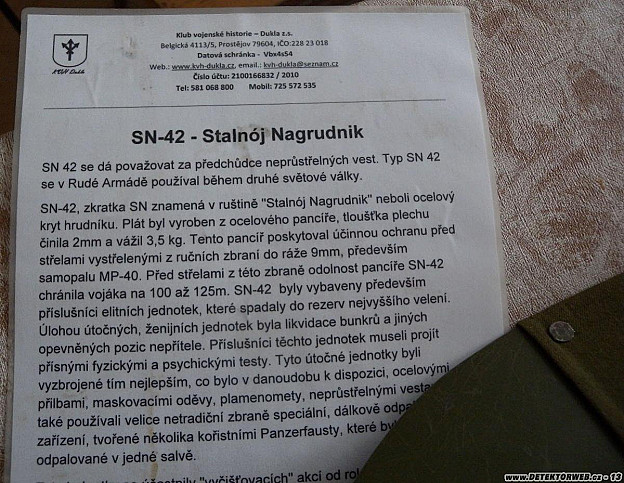 Klub vojenské historie – Dukla z.s.
Belgická 4113/5, Prostějov 79604, IČO:228 23 018
Datová schránka - Vbx4s54
Web.: www.kvh-dukla.cz, email.: kvh-dukla@seznam.cz
Číslo účtu: 2100166832 / 2010
Tel: 581 068 800 Mobil: 725 572 535
KVH Dukla
SN-42 - Stalnój Nagrudnik
SN 42 se dá považovat za předchůdce neprůstřelných vest. Typ SN 42
se v Rudé Armádě používal během druhé světové války.
SN-42, zkratka SN znamená v ruštině "Stalnój Nagrudnik" neboli ocelový
kryt hrudníku. Plát byl vyroben z ocelového pancíře, tloušťka plechu
činila 2mm a vážil 3,5 kg. Tento pancíř poskytoval účinnou ochranu před
střelami vystřelenými z ručních zbraní do ráže 9mm, především
samopalu MP-40. Před střelami z této zbraně odolnost pancíře SN-42
chránila vojáka na 100 až 125m. SN-42 byly vybaveny především
příslušníci elitních jednotek, které spadaly do rezerv nejvyššího velení.
Úlohou útočných, ženijních jednotek byla likvidace bunkrů a jiných
opevněných pozic nepřítele. Příslušníci těchto jednotek museli projít
přísnými fyzickými a psychickými testy. Tyto útočné jednotky byli
vyzbrojené tím nejlepším, co bylo v danoudobu k dispozici, ocelovými
přilbami, maskovacími oděvy, plamenomety, neprůstřelnými
také používali velice netradiční zbraně speciální, dálkově
zařízení, tvořené několika kořistními Panzerfausty, které
odpalované v jedné salvě.
"vyčišťovacích" akcí od
www.DETEKTORWEB.cz - 13